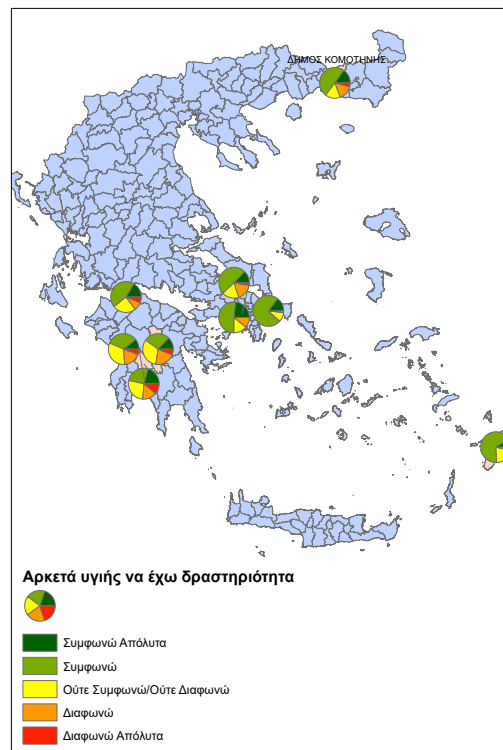 ΔΗΜΟΣ ΚΟΜΟΤΗΝΗΣ
Αρκετά υγιής να έχω δραστηριότητα
Συμφωνώ Απόλυτα
Συμφωνώ
Ούτε Συμφωνώ/Ούτε Διαφωνώ
Διαφωνώ
Διαφωνώ Απόλυτα